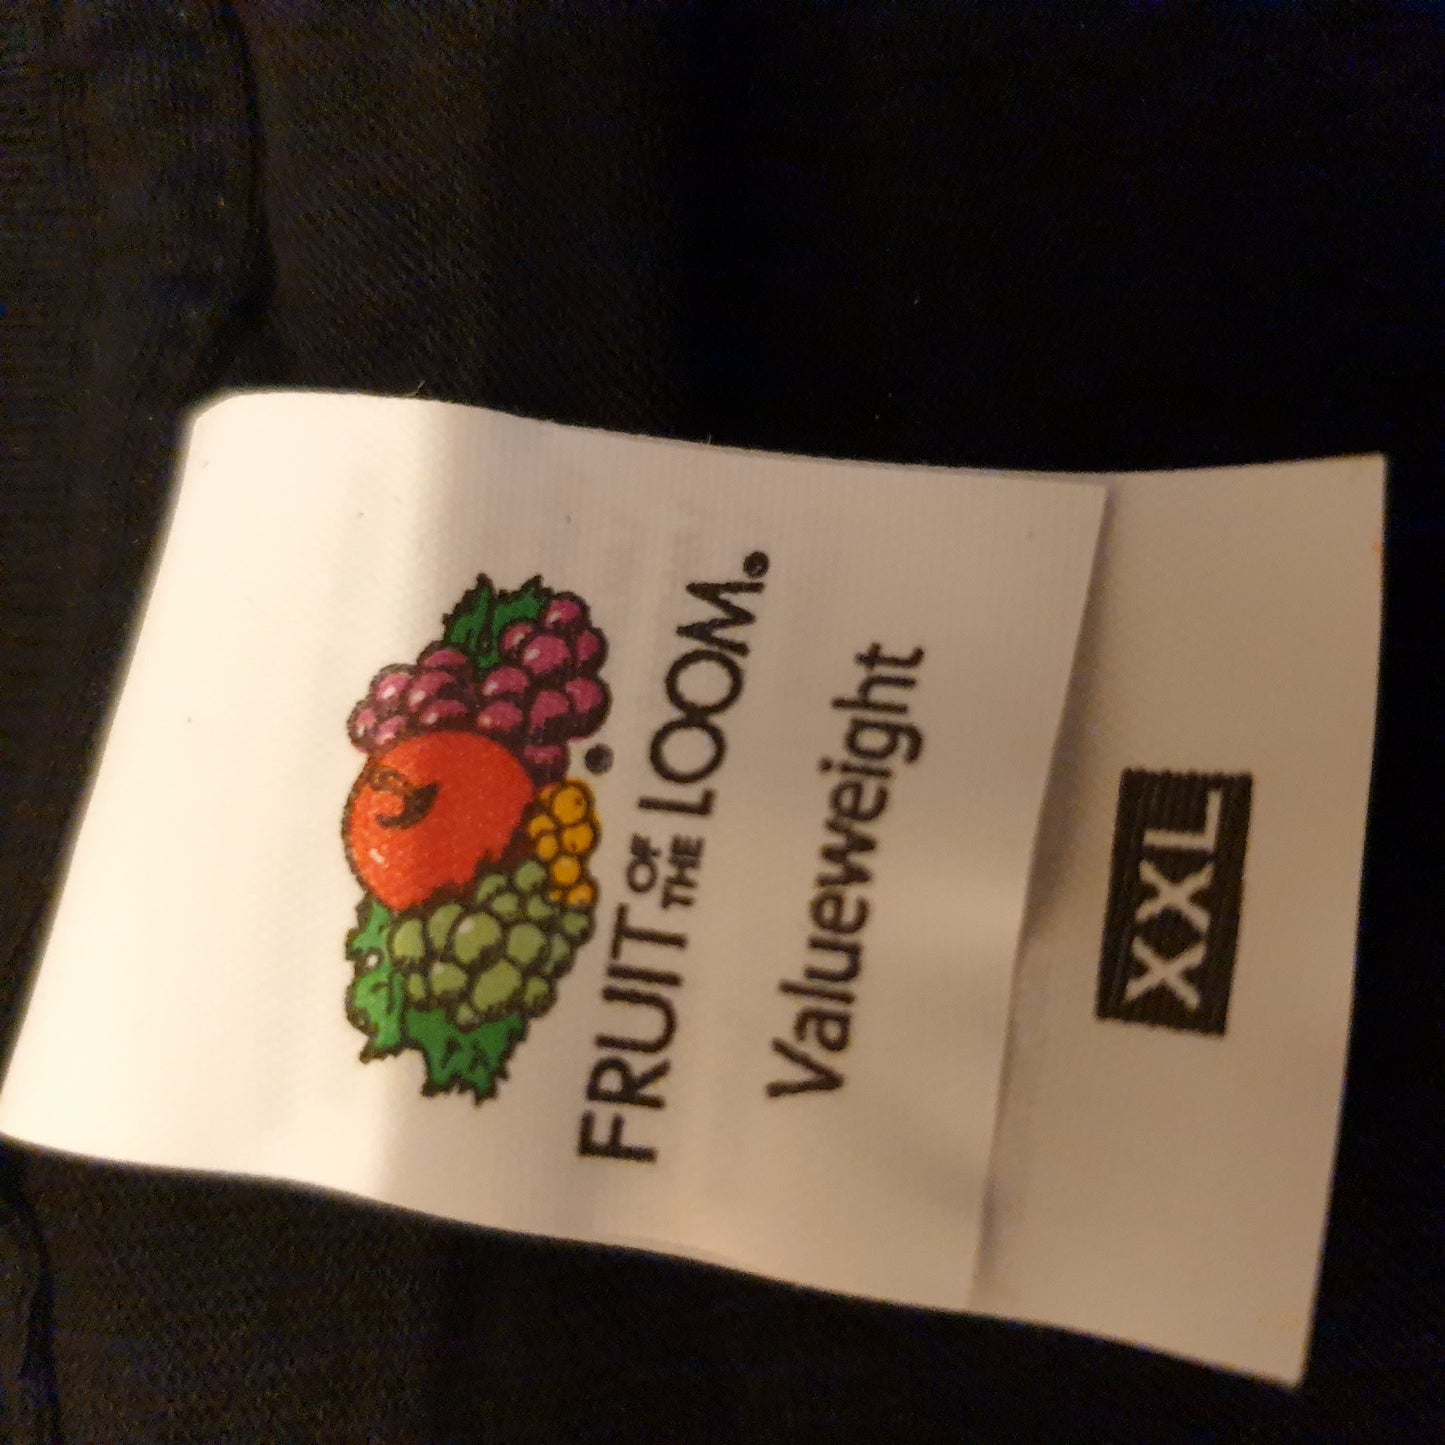 FRUIT OF THE LOOM®
Valueweight
XXL